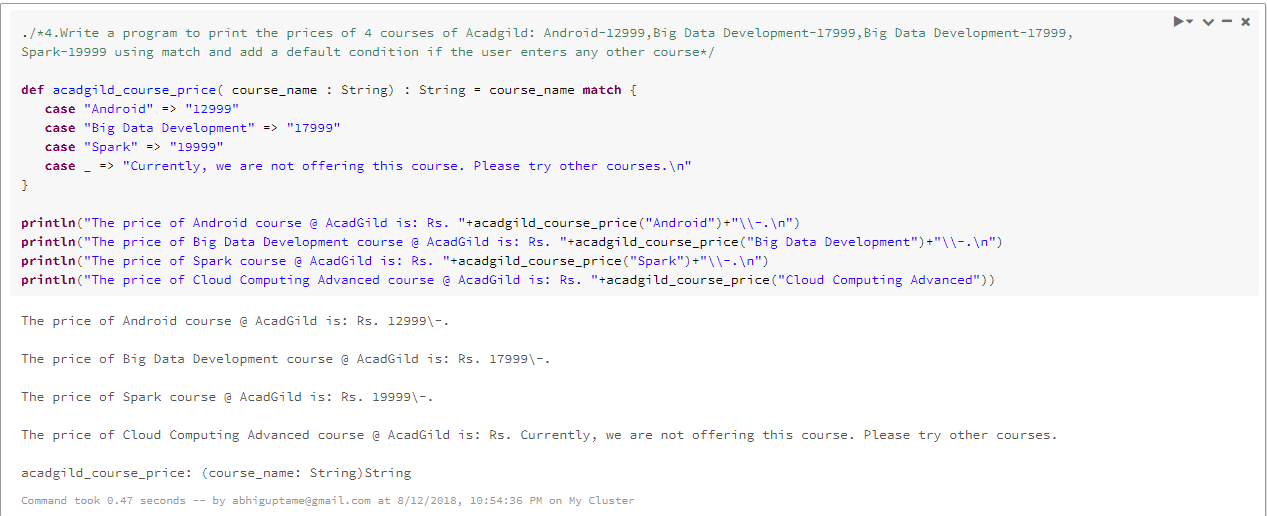 ./*4.Write a program to print the prices of 4 courses of Acadgild: Android-12999,Big Data Development-17999,Big Data Development-17999,
Spark-19999 using match and add a default condition if the user enters any other course*/
def acadgild_course_price( course_name : String) : String = course_name match {
   case "Android" => "12999"
   case "Big Data Development" => "17999"
   case "Spark" => "19999"
   case _ => "Currently, we are not offering this course. Please try other courses.\n"
}
println("The price of Android course @ AcadGild is: Rs. "+acadgild_course_price("Android")+"\\-.\n")
println("The price of Big Data Development course @ AcadGild is: Rs. "+acadgild_course_price("Big Data Development")+"\\-.\n")
println("The price of Spark course @ AcadGild is: Rs. "+acadgild_course_price("Spark")+"\\-.\n")
println("The price of Cloud Computing Advanced course @ AcadGild is: Rs. "+acadgild_course_price("Cloud Computing Advanced"))
The price of Android course @ AcadGild is: Rs. 12999\-.
The price of Big Data Development course @ AcadGild is: Rs. 17999\-.
The price of Spark course @ AcadGild is: Rs. 19999\-.
The price of Cloud Computing Advanced course @ AcadGild is: Rs. Currently, we are not offering this course. Please try other courses.
acadgild_course_price: (course_name: String)String
Command took 0.47 seconds -- by abhiguptame@gmail.com at 8/12/2018, 10:54:36 PM on My Cluster